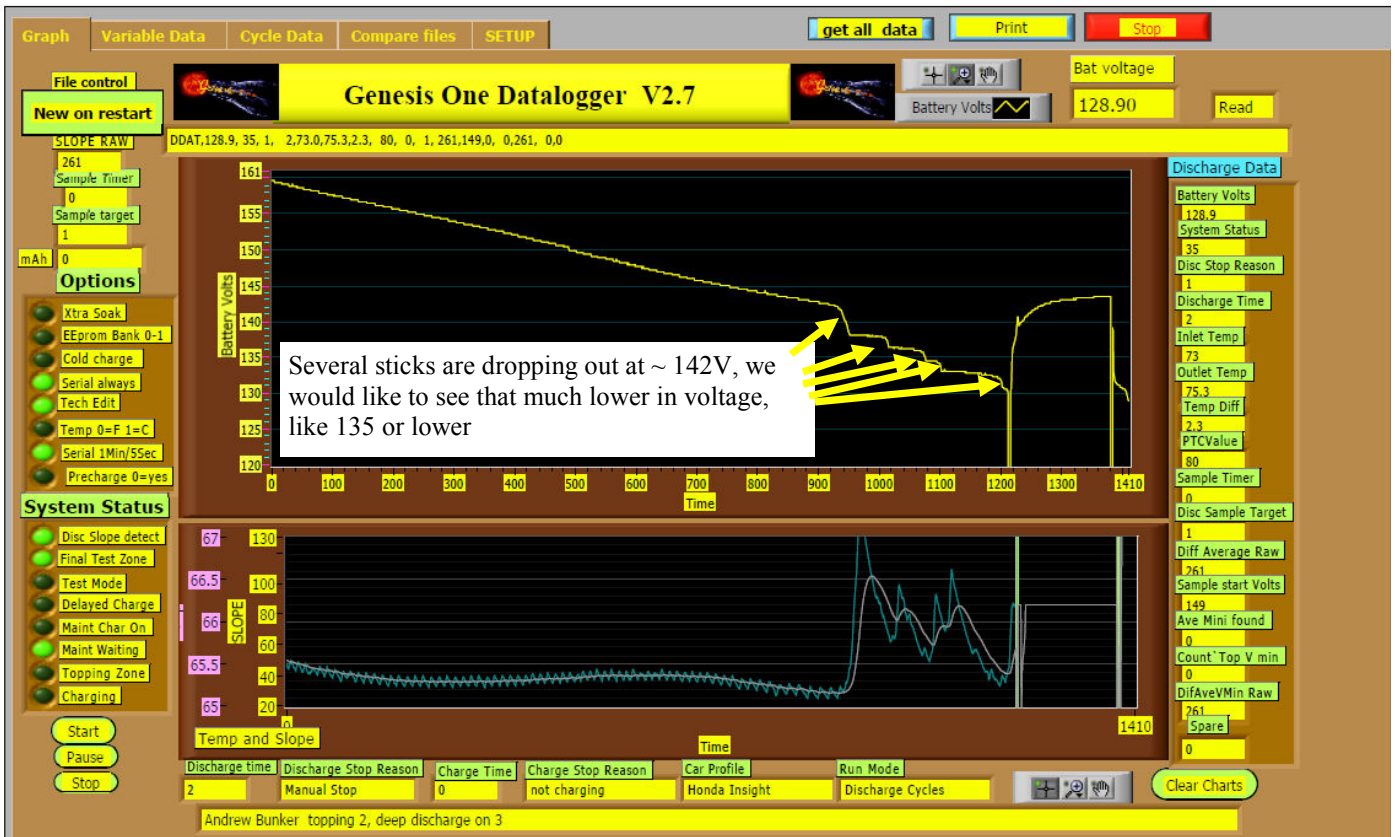 Graph
Variable Data
Cycle Data
Compare files
SETUP
get all data
Print
Stop
File control
New on restart
Genesis One Datalogger V2.7
Battery Volts
Bat voltage
128.90
Read
DDAT,128.9, 35, 1, 2,73.0,75.3,2.3, 80, 0, 1, 261,149,0, 0,261, 0,0
SLOPE RAW
261
Sample Timer
0
Sample target
1
mAh
0
Options
Xtra Soak
EEprom Bank 0-1
Cold charge
Serial always
Tech Edit
Temp 0=F 1=C
Serial 1Min/5Sec
Precharge 0=yes
System Status
Disc Slope detect
Final Test Zone
Test Mode
Delayed Charge
Maint Char On
Maint Waiting
Topping Zone
Charging
Start
Pause
Stop
Battery Volts
161
155
150
145
140
135
130
125
120
Several sticks are dropping out at ~ 142V, we
would like to see that much lower in voltage,
like 135 or lower
0 100 200 300 400 500 600 700 800 900 1000 1100 1200 1300 1410
Time
67
66.5
66
65.5
65
SLOPE
130
100
80
60
40
20
0
1410
Temp and Slope
Time
Discharge Data
Battery Volts
128.9
System Status
35
Disc Stop Reason
1
Discharge Time
2
Inlet Temp
73
Outlet Temp
75.3
Temp Diff
2.3
PTCValue
80
Sample Timer
0
Disc Sample Target
1
Diff Average Raw
261
Sample start Volts
149
Ave Mini found
0
Count`Top V min
0
DifAveVMin Raw
261
Spare
0
Discharge time
2
Discharge Stop Reason
Manual Stop
Charge Time
0
Charge Stop Reason
not charging
Car Profile
Honda Insight
Run Mode
Discharge Cycles
Clear Charts
Andrew Bunker topping 2, deep discharge on 3